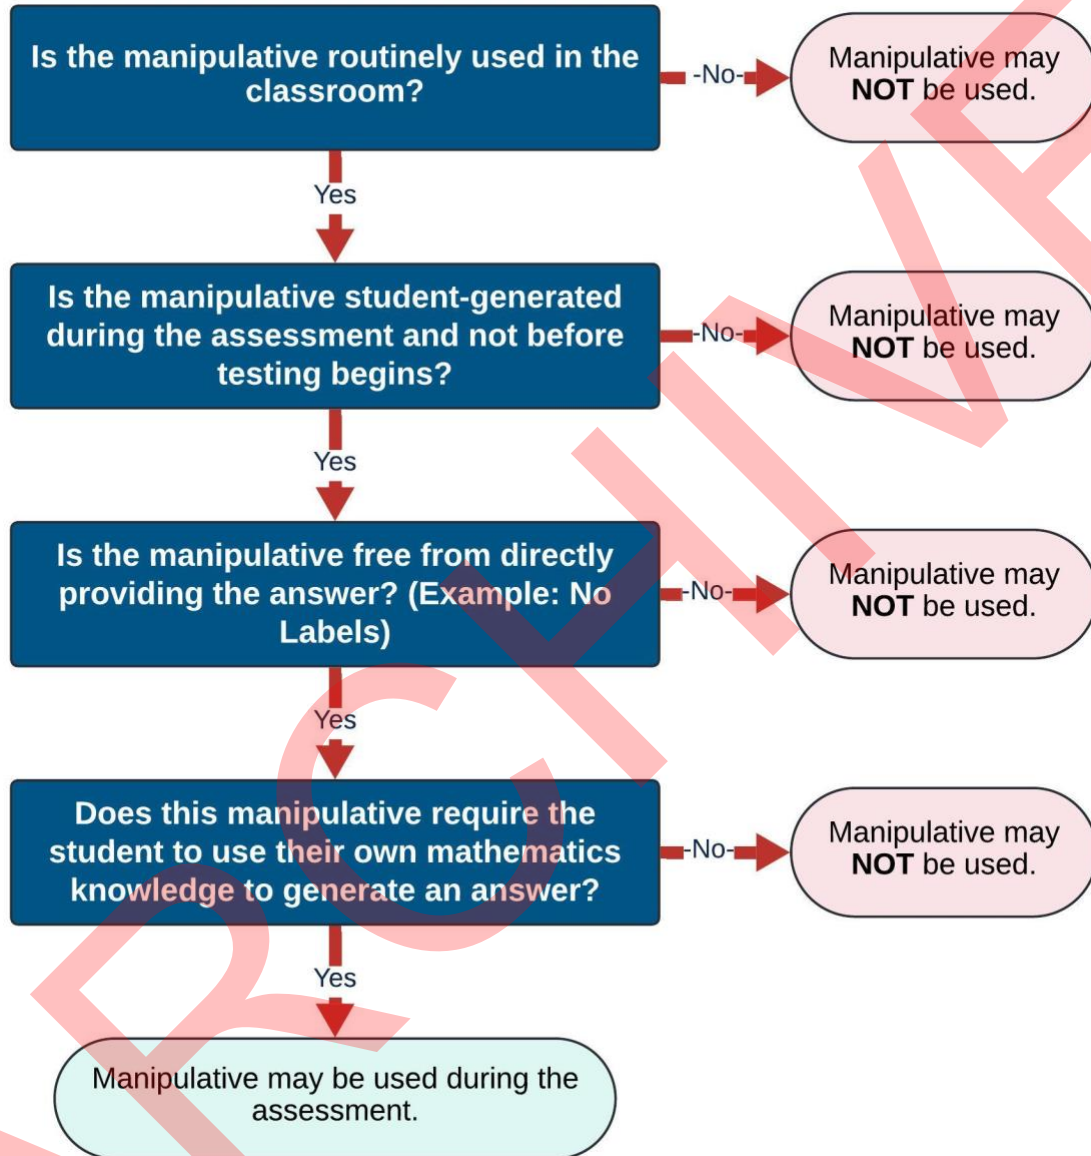 Is the manipulative routinely used in the
classroom?
-No-
Manipulative may
NOT be used.
Yes
Is the manipulative student-generated
during the assessment and not before
testing begins?
-No-
Manipulative may
NOT be used.
Yes
Is the manipulative free from directly
providing the answer? (Example: No
Labels)
-No-
Manipulative may
NOT be used.
Yes
Does this manipulative require the
student to use their own mathematics
knowledge to generate an answer?
-No-
Manipulative may
NOT be used.
Yes
Manipulative may be used during the
assessment.
ARCHIVE